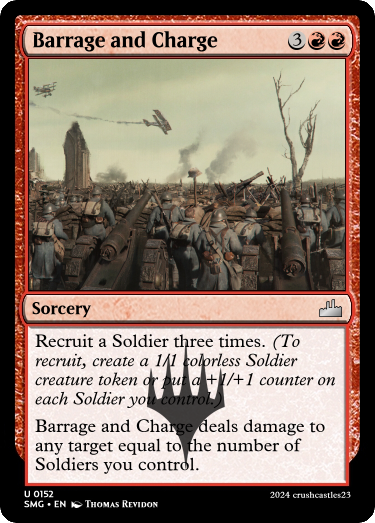 Barrage and Charge 3
Sorcery
Recruit a Soldier three times. (To
recruit, create a 1/1 colorless Soldier
creature token or put a +1/+1 counter on
each Soldier you control.)
Barrage and Charge deals damage to
any target equal to the number of
Soldiers you control.
U 0152
SMG • EN Thomas Revidon
2024 crushcastles23